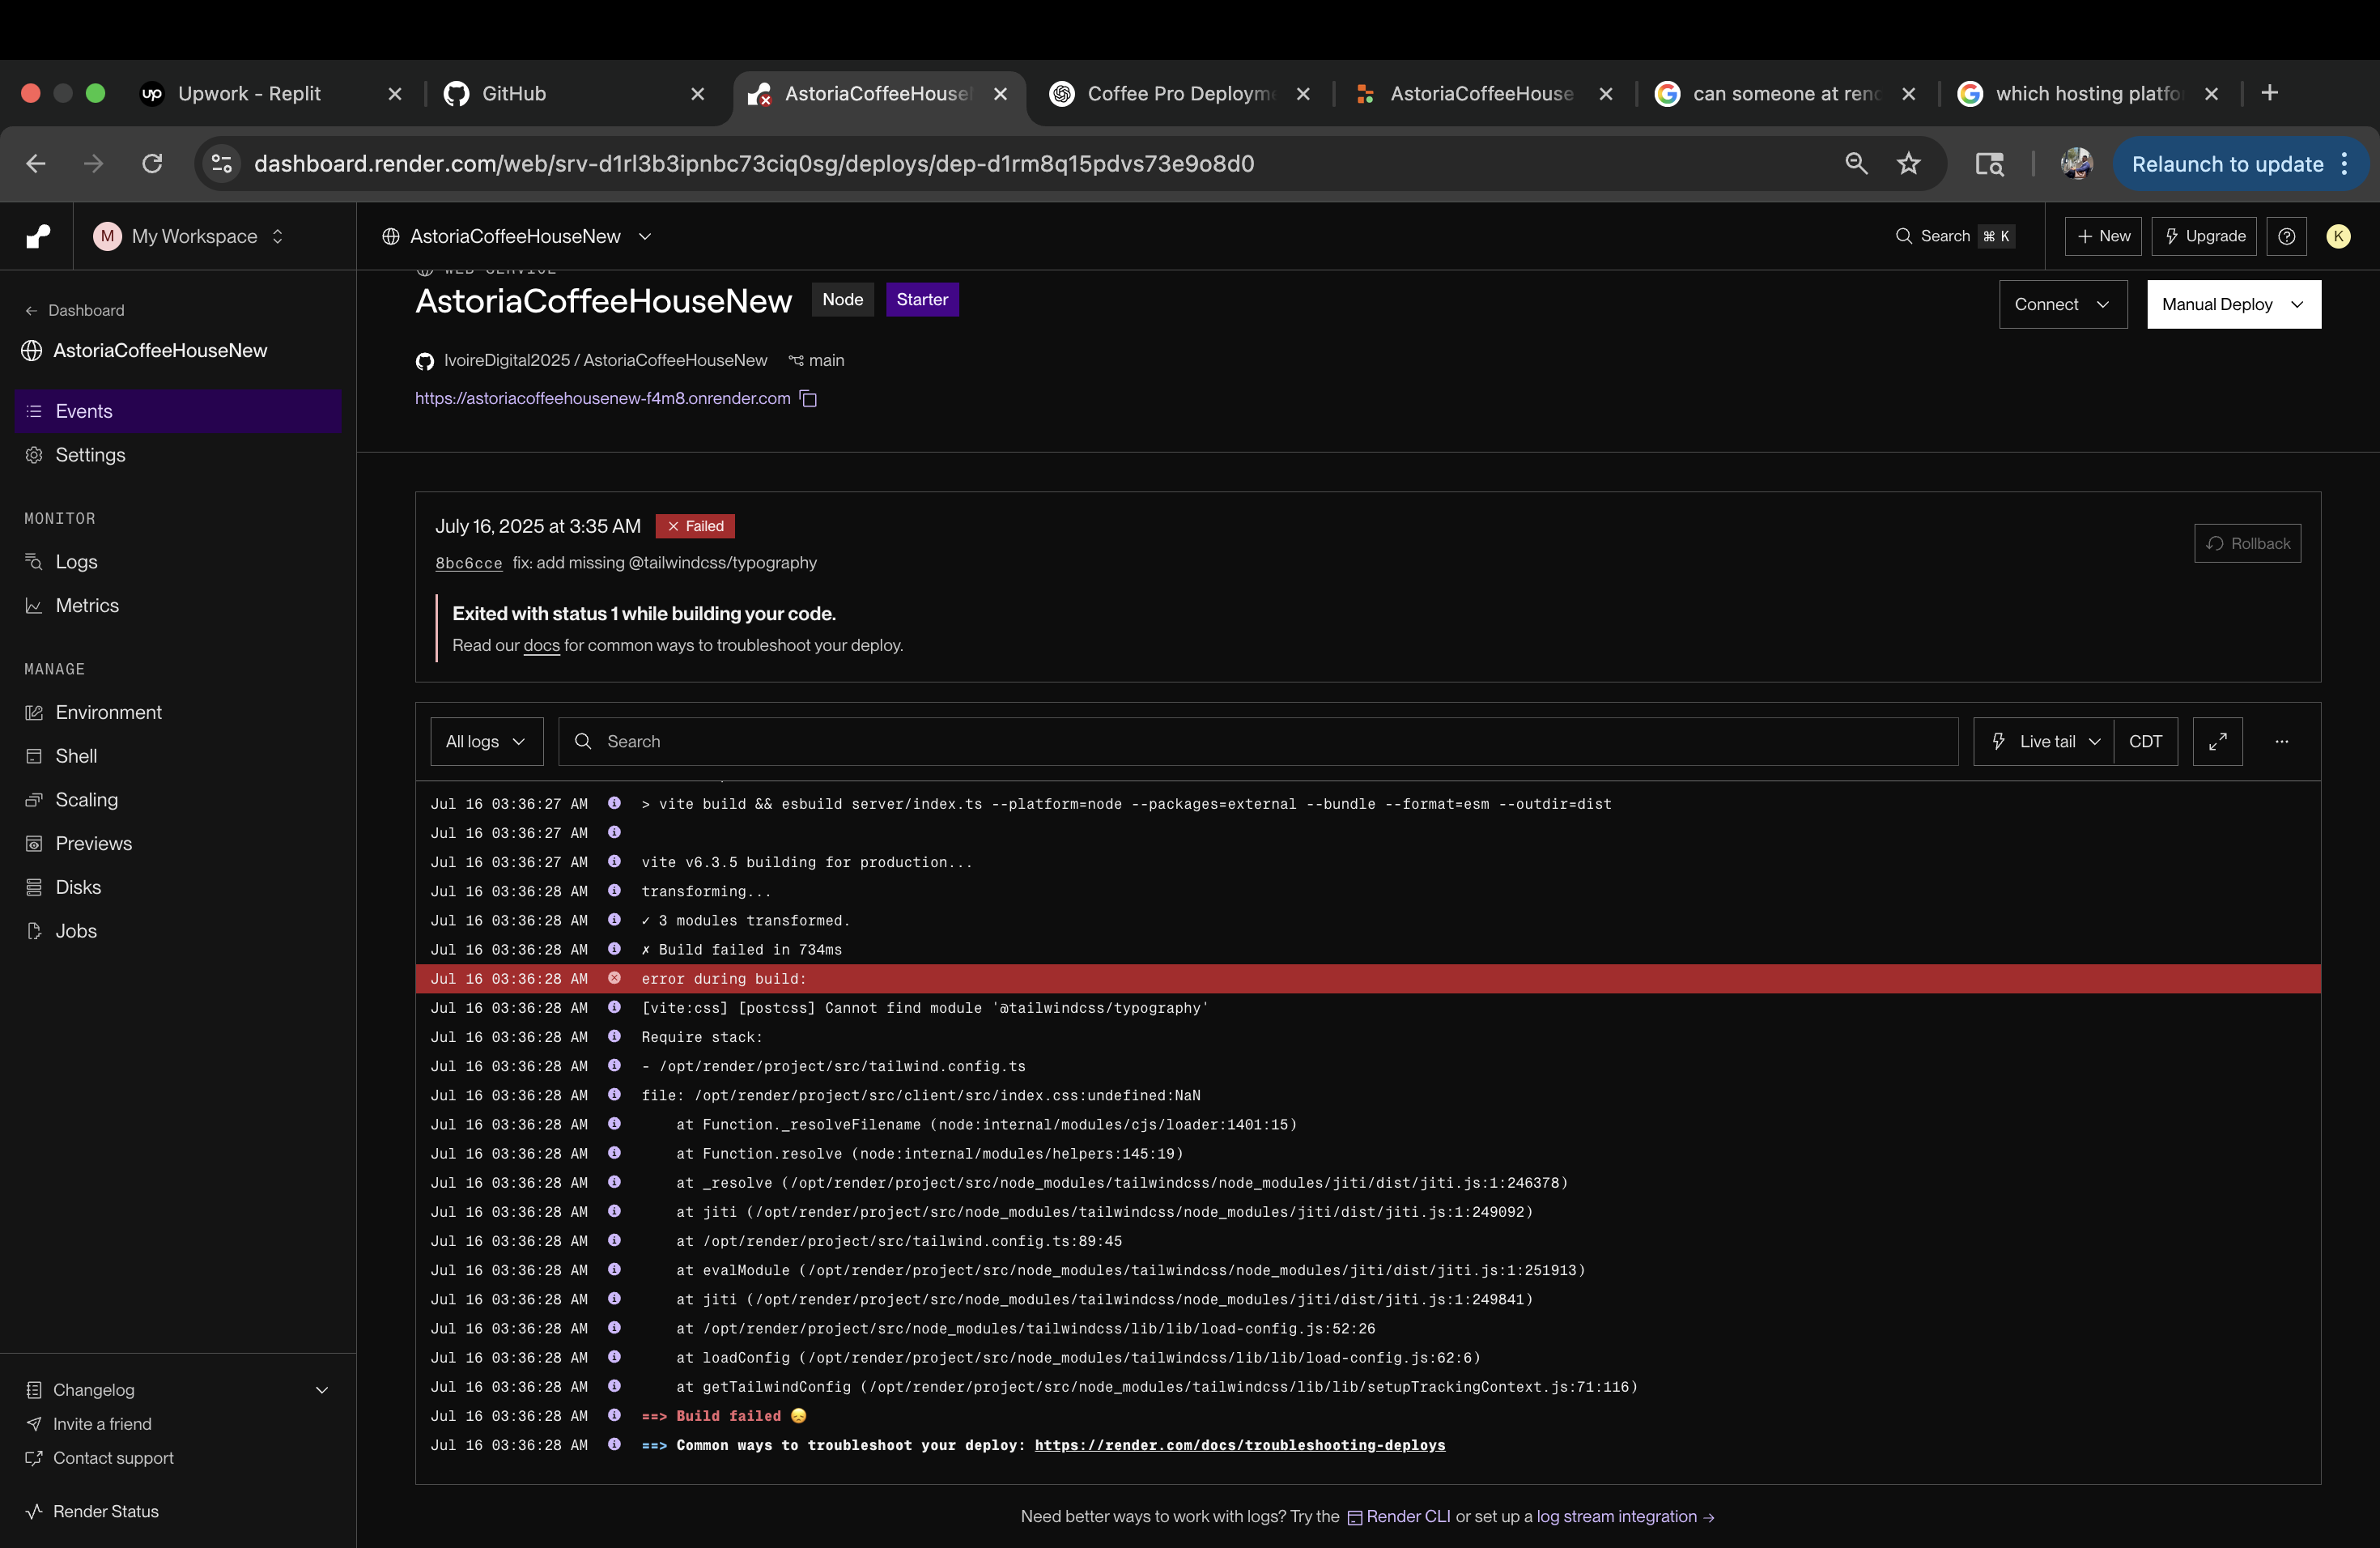 Upwork - Replit
GitHub
AstoriaCoffeeHouse
Coffee Pro Deploym
AstoriaCoffeeHouse
can someone at ren
which hosting platfo
dashboard.render.com/web/srv-d1rl3b3ipnbc73ciq0sg/deploys/dep-d1rm8q15pdvs73e9o8d0
Relaunch to update
M My Workspace
AstoriaCoffeeHouseNew
Search ⌘ K
+ New
Upgrade
K
← Dashboard
AstoriaCoffeeHouseNew
Events
Settings
MONITOR
Logs
Metrics
MANAGE
Environment
Shell
Scaling
Previews
Disks
Jobs
Changelog
Invite a friend
Contact support
Render Status
WEB SERVICE
AstoriaCoffeeHouseNew Node Starter
Connect
Manual Deploy
IvoireDigital2025 / AstoriaCoffeeHouseNew main
https://astoriacoffeehousenew-f4m8.onrender.com
July 16, 2025 at 3:35 AM Failed
Rollback
8bc6cce fix: add missing @tailwindcss/typography
Exited with status 1 while building your code.
Read our docs for common ways to troubleshoot your deploy.
All logs
Search
Live tail
CDT
Jul 16 03:36:27 AM > vite build && esbuild server/index.ts --platform=node --packages=external --bundle --format=esm --outdir=dist
Jul 16 03:36:27 AM
Jul 16 03:36:27 AM vite v6.3.5 building for production...
Jul 16 03:36:28 AM transforming...
Jul 16 03:36:28 AM ✓ 3 modules transformed.
Jul 16 03:36:28 AM ✗ Build failed in 734ms
Jul 16 03:36:28 AM error during build:
Jul 16 03:36:28 AM [vite:css] [postcss] Cannot find module '@tailwindcss/typography'
Jul 16 03:36:28 AM Require stack:
Jul 16 03:36:28 AM - /opt/render/project/src/tailwind.config.ts
Jul 16 03:36:28 AM file: /opt/render/project/src/client/src/index.css:undefined:NaN
Jul 16 03:36:28 AM at Function._resolveFilename (node:internal/modules/cjs/loader:1401:15)
Jul 16 03:36:28 AM at Function.resolve (node:internal/modules/helpers:145:19)
Jul 16 03:36:28 AM at _resolve (/opt/render/project/src/node_modules/tailwindcss/node_modules/jiti/dist/jiti.js:1:246378)
Jul 16 03:36:28 AM at jiti (/opt/render/project/src/node_modules/tailwindcss/node_modules/jiti/dist/jiti.js:1:249092)
Jul 16 03:36:28 AM at /opt/render/project/src/tailwind.config.ts:89:45
Jul 16 03:36:28 AM at evalModule (/opt/render/project/src/node_modules/tailwindcss/node_modules/jiti/dist/jiti.js:1:251913)
Jul 16 03:36:28 AM at jiti (/opt/render/project/src/node_modules/tailwindcss/node_modules/jiti/dist/jiti.js:1:249841)
Jul 16 03:36:28 AM at /opt/render/project/src/node_modules/tailwindcss/lib/lib/load-config.js:52:26
Jul 16 03:36:28 AM at loadConfig (/opt/render/project/src/node_modules/tailwindcss/lib/lib/load-config.js:62:6)
Jul 16 03:36:28 AM at getTailwindConfig (/opt/render/project/src/node_modules/tailwindcss/lib/lib/setupTrackingContext.js:71:116)
Jul 16 03:36:28 AM ==> Build failed 😞
Jul 16 03:36:28 AM ==> Common ways to troubleshoot your deploy: https://render.com/docs/troubleshooting-deploys
Need better ways to work with logs? Try the Render CLI or set up a log stream integration →